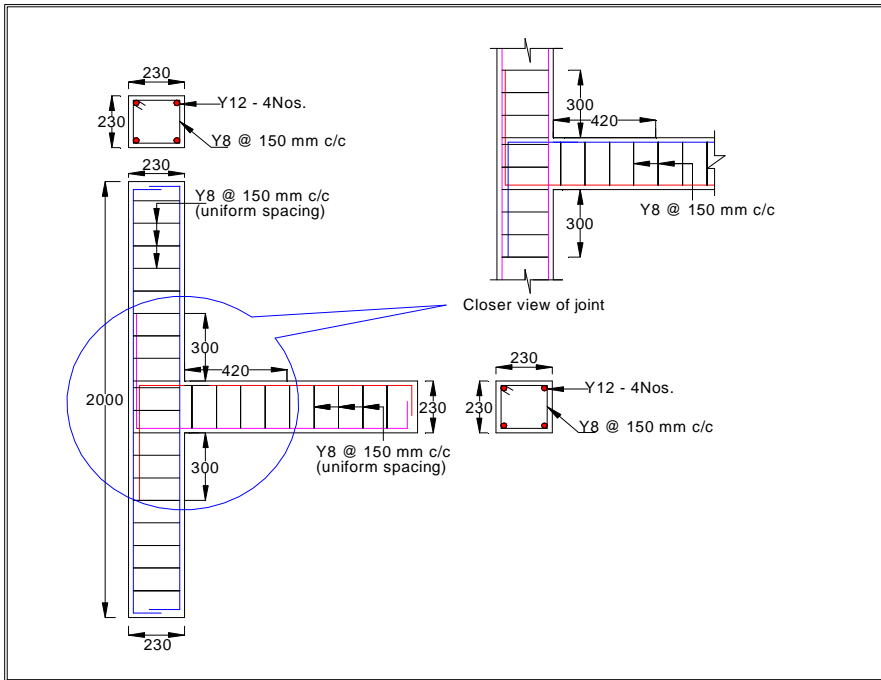 230
230
Y12 - 4Nos.
Y8 @ 150 mm c/c
230
Y8 @ 150 mm c/c
(uniform spacing)
2000
300
420
230
300
Y8 @ 150 mm c/c
(uniform spacing)
230
300
420
300
Y8 @ 150 mm c/c
Closer view of joint
230
230
Y12 - 4Nos.
Y8 @ 150 mm c/c